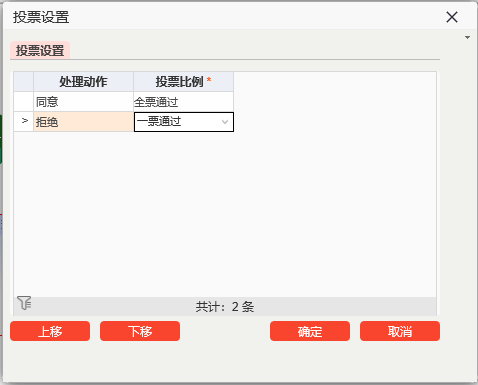 投票设置
投票设置
处理动作 投票比例 *
同意 全票通过
> 拒绝 一票通过
共计：2 条
上移 下移 确定 取消